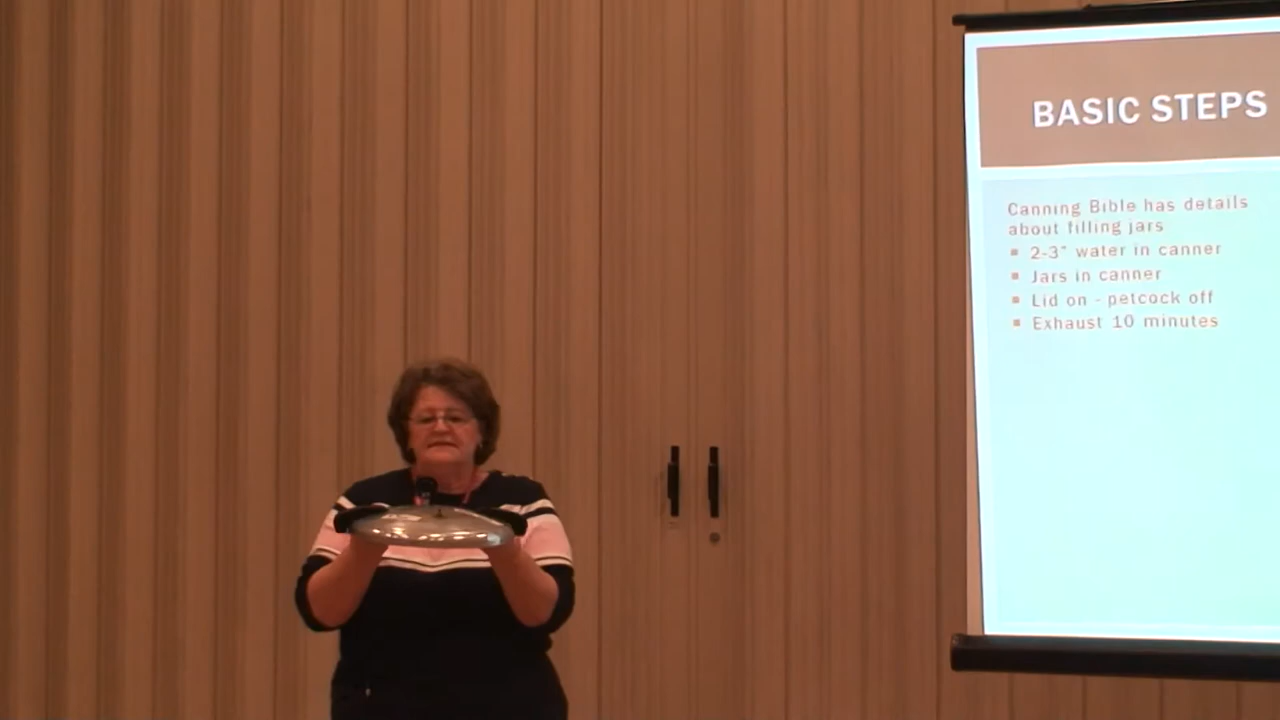 BASIC STEPS
Canning Bible has details
about filling jars
▪ 2-3" water in canner
▪ Jars in canner
▪ Lid on - petcock off
▪ Exhaust 10 minutes